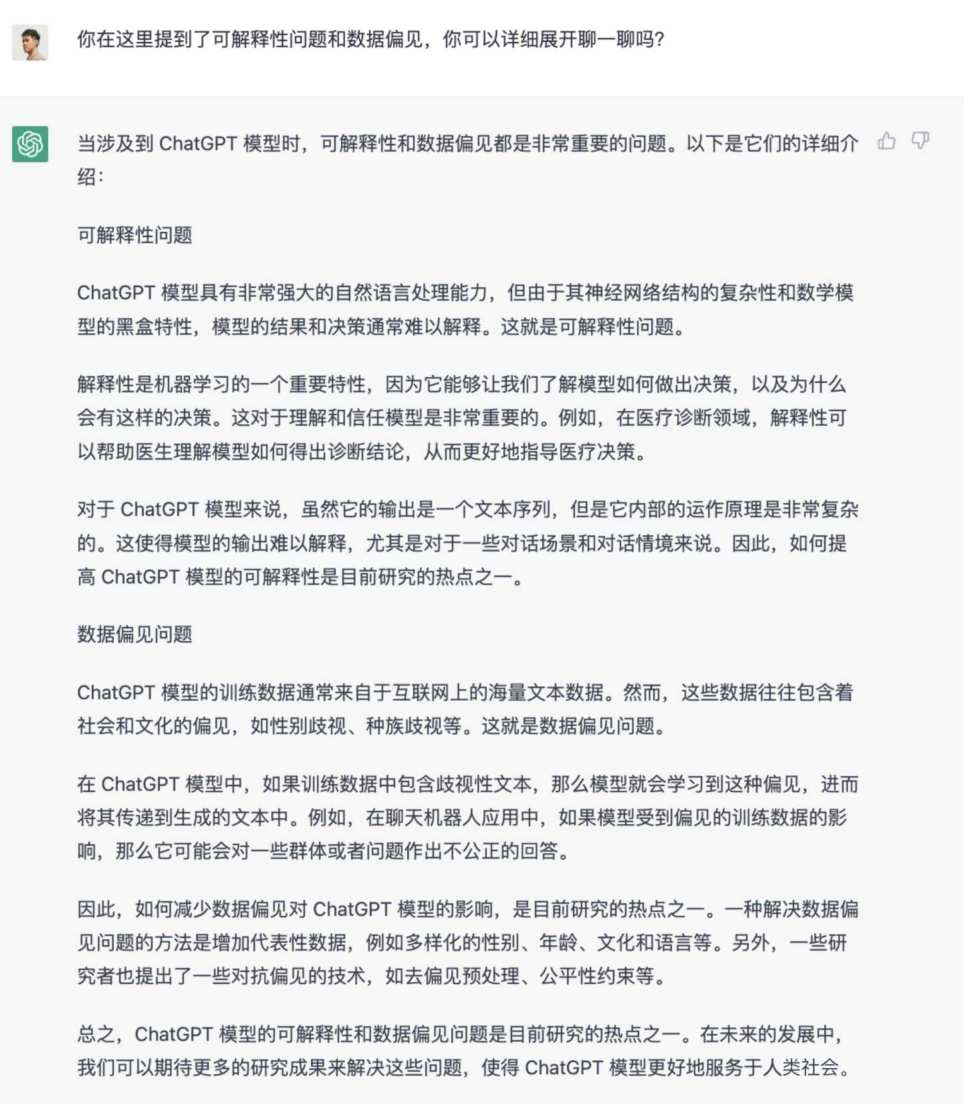 你在这里提到了可解释性问题和数据偏见，你可以详细展开聊一聊吗？
当涉及到 ChatGPT 模型时，可解释性和数据偏见都是非常重要的问题。以下是它们的详细介
绍：
可解释性问题
ChatGPT 模型具有非常强大的自然语言处理能力，但由于其神经网络结构的复杂性和数学模
型的黑盒特性，模型的结果和决策通常难以解释。这就是可解释性问题。
解释性是机器学习的一个重要特性，因为它能够让我们了解模型如何做出决策，以及为什么
会有这样的决策。这对于理解和信任模型是非常重要的。例如，在医疗诊断领域，解释性可
以帮助医生理解模型如何得出诊断结论，从而更好地指导医疗决策。
对于 ChatGPT 模型来说，虽然它的输出是一个文本序列，但是它内部的运作原理是非常复杂
的。这使得模型的输出难以解释，尤其是对于一些对话场景和对话情境来说。因此，如何提
高 ChatGPT 模型的可解释性是目前研究的热点之一。
数据偏见问题
ChatGPT 模型的训练数据通常来自于互联网上的海量文本数据。然而，这些数据往往包含着
社会和文化的偏见，如性别歧视、种族歧视等。这就是数据偏见问题。
在 ChatGPT 模型中，如果训练数据中包含歧视性文本，那么模型就会学习到这种偏见，进而
将其传递到生成的文本中。例如，在聊天机器人应用中，如果模型受到偏见的训练数据的影
响，那么它可能会对一些群体或者问题作出不公正的回答。
因此，如何减少数据偏见对 ChatGPT 模型的影响，是目前研究的热点之一。一种解决数据偏
见问题的方法是增加代表性数据，例如多样化的性别、年龄、文化和语言等。另外，一些研
究者也提出了一些对抗偏见的技术，如去偏见预处理、公平性约束等。
总之，ChatGPT 模型的可解释性和数据偏见问题是目前研究的热点之一。在未来的发展中，
我们可以期待更多的研究成果来解决这些问题，使得 ChatGPT 模型更好地服务于人类社会。